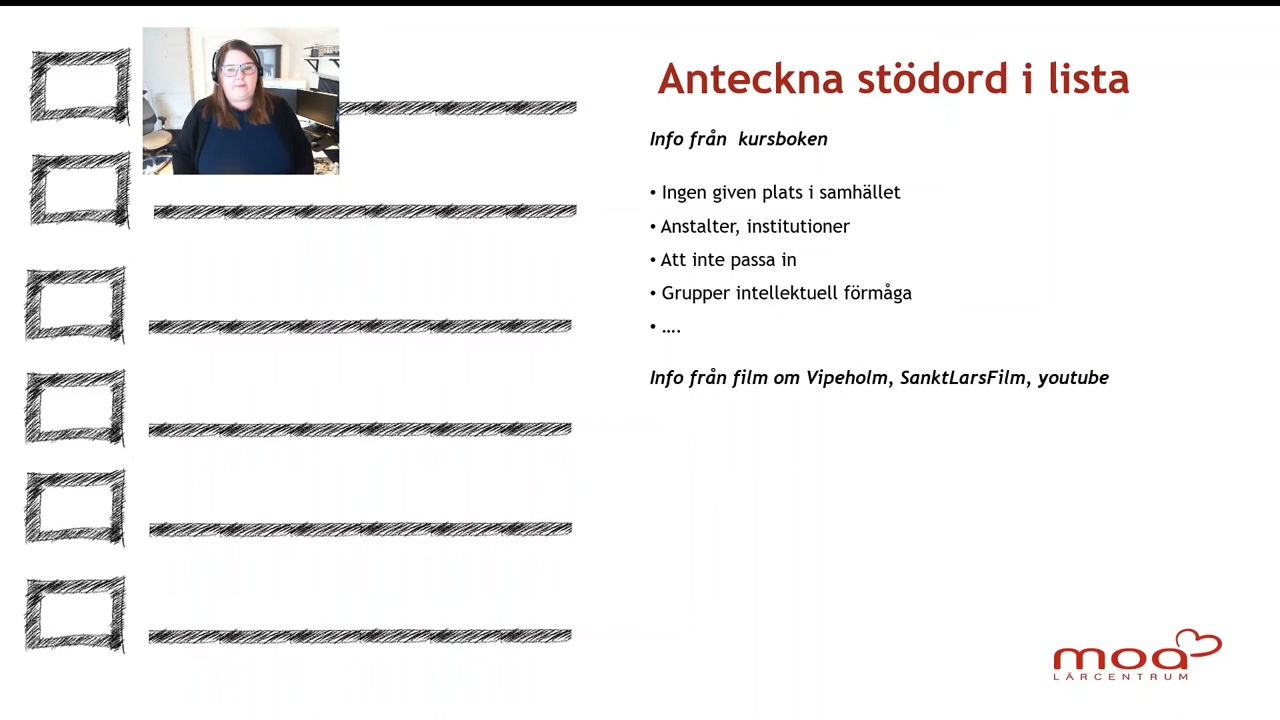 Anteckna stödord i lista
Info från kursboken
• Ingen given plats i samhället
• Anstalter, institutioner
• Att inte passa in
• Grupper intellektuell förmåga
• ....
Info från film om Vipeholm, SanktLarsFilm, youtube
moa
LÄRCENTRUM